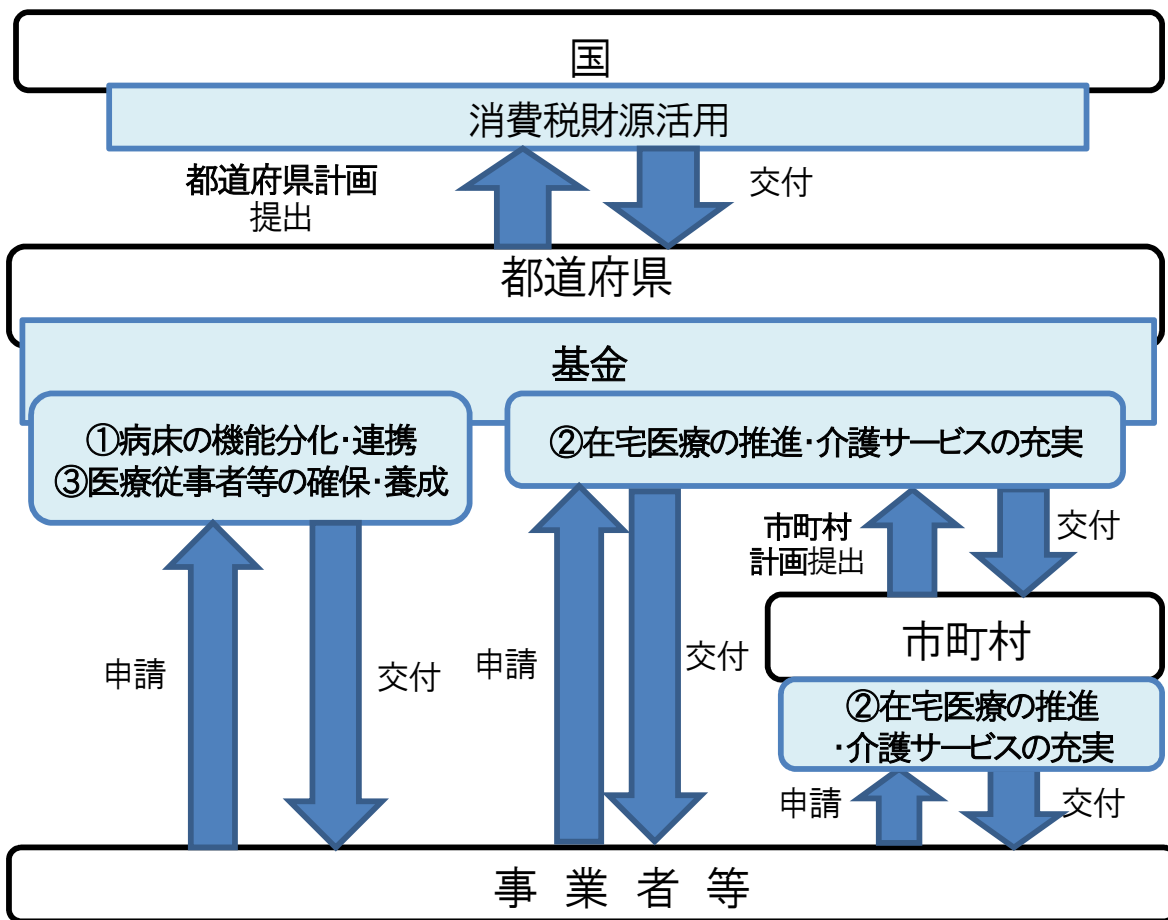 国
消費税財源活用
都道府県計画
提出
交付
都道府県
基金
①病床の機能分化・連携
③医療従事者等の確保・養成
②在宅医療の推進・介護サービスの充実
市町村
計画提出
交付
市町村
申請
交付
申請
交付
②在宅医療の推進
・介護サービスの充実
申請
交付
事業者等